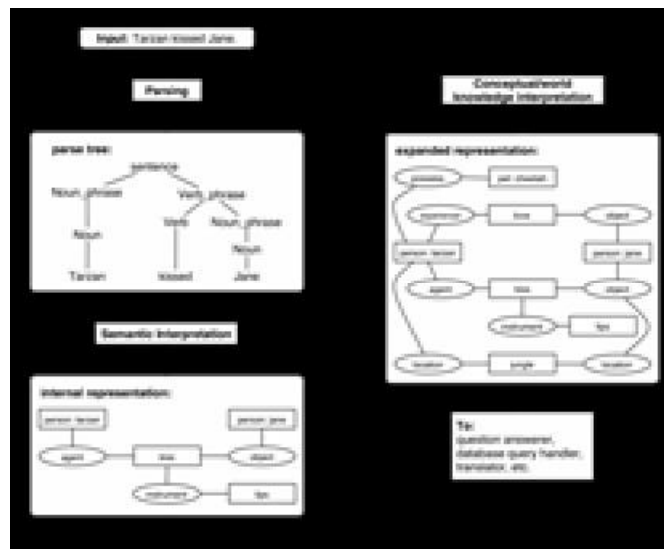 Input: Tarzan kissed Jane.
Parsing
parse tree:
sentence
Noun_phrase Verb_phrase
Verb Noun_phrase
Noun Noun
Tarzan kissed Jane
Semantic Interpretation
internal representation:
person: tarzan person: jane
agent kiss object
instrument lips
Conceptual/world
knowledge interpretation
expanded representation:
possess pet: cheetah
experiencer love object
person: tarzan person: jane
agent kiss object
instrument lips
location jungle location
To:
question answerer,
database query handler,
translator, etc.